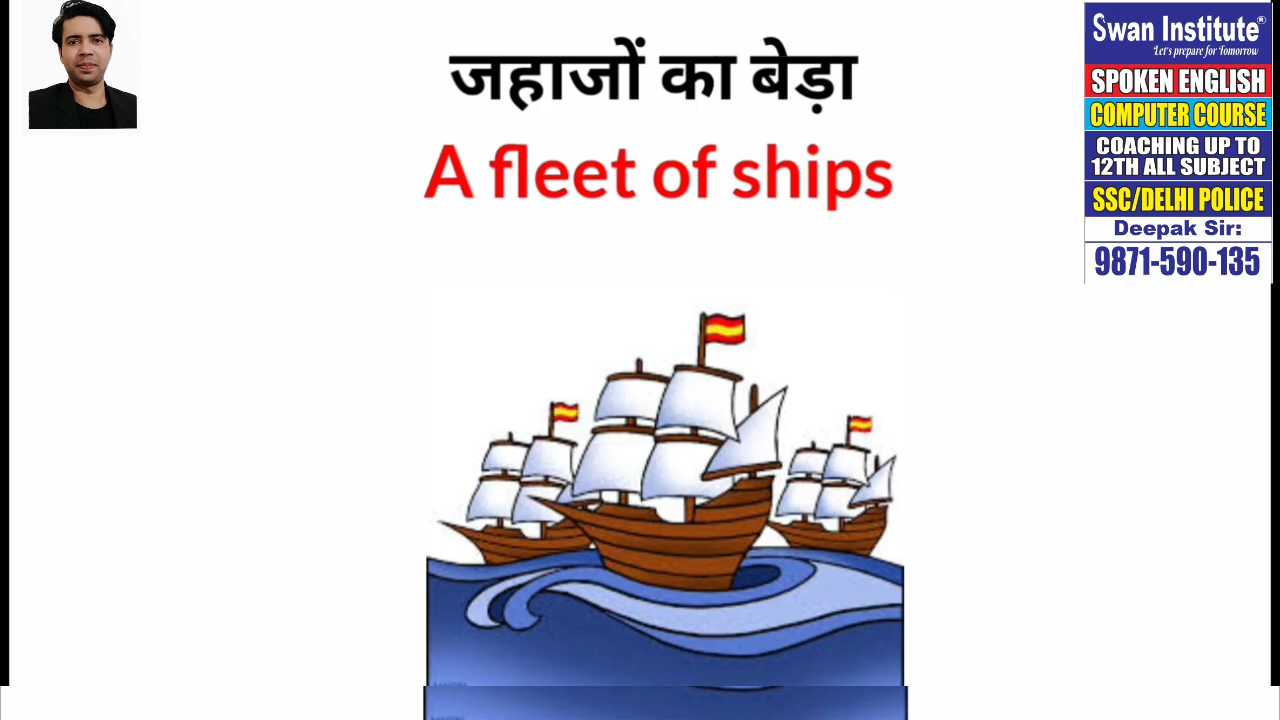 जहाजों का बेड़ा
A fleet of ships
Swan Institute®
Let's prepare for Tomorrow
SPOKEN ENGLISH
COMPUTER COURSE
COACHING UP TO
12TH ALL SUBJECT
SSC/DELHI POLICE
Deepak Sir:
9871-590-135